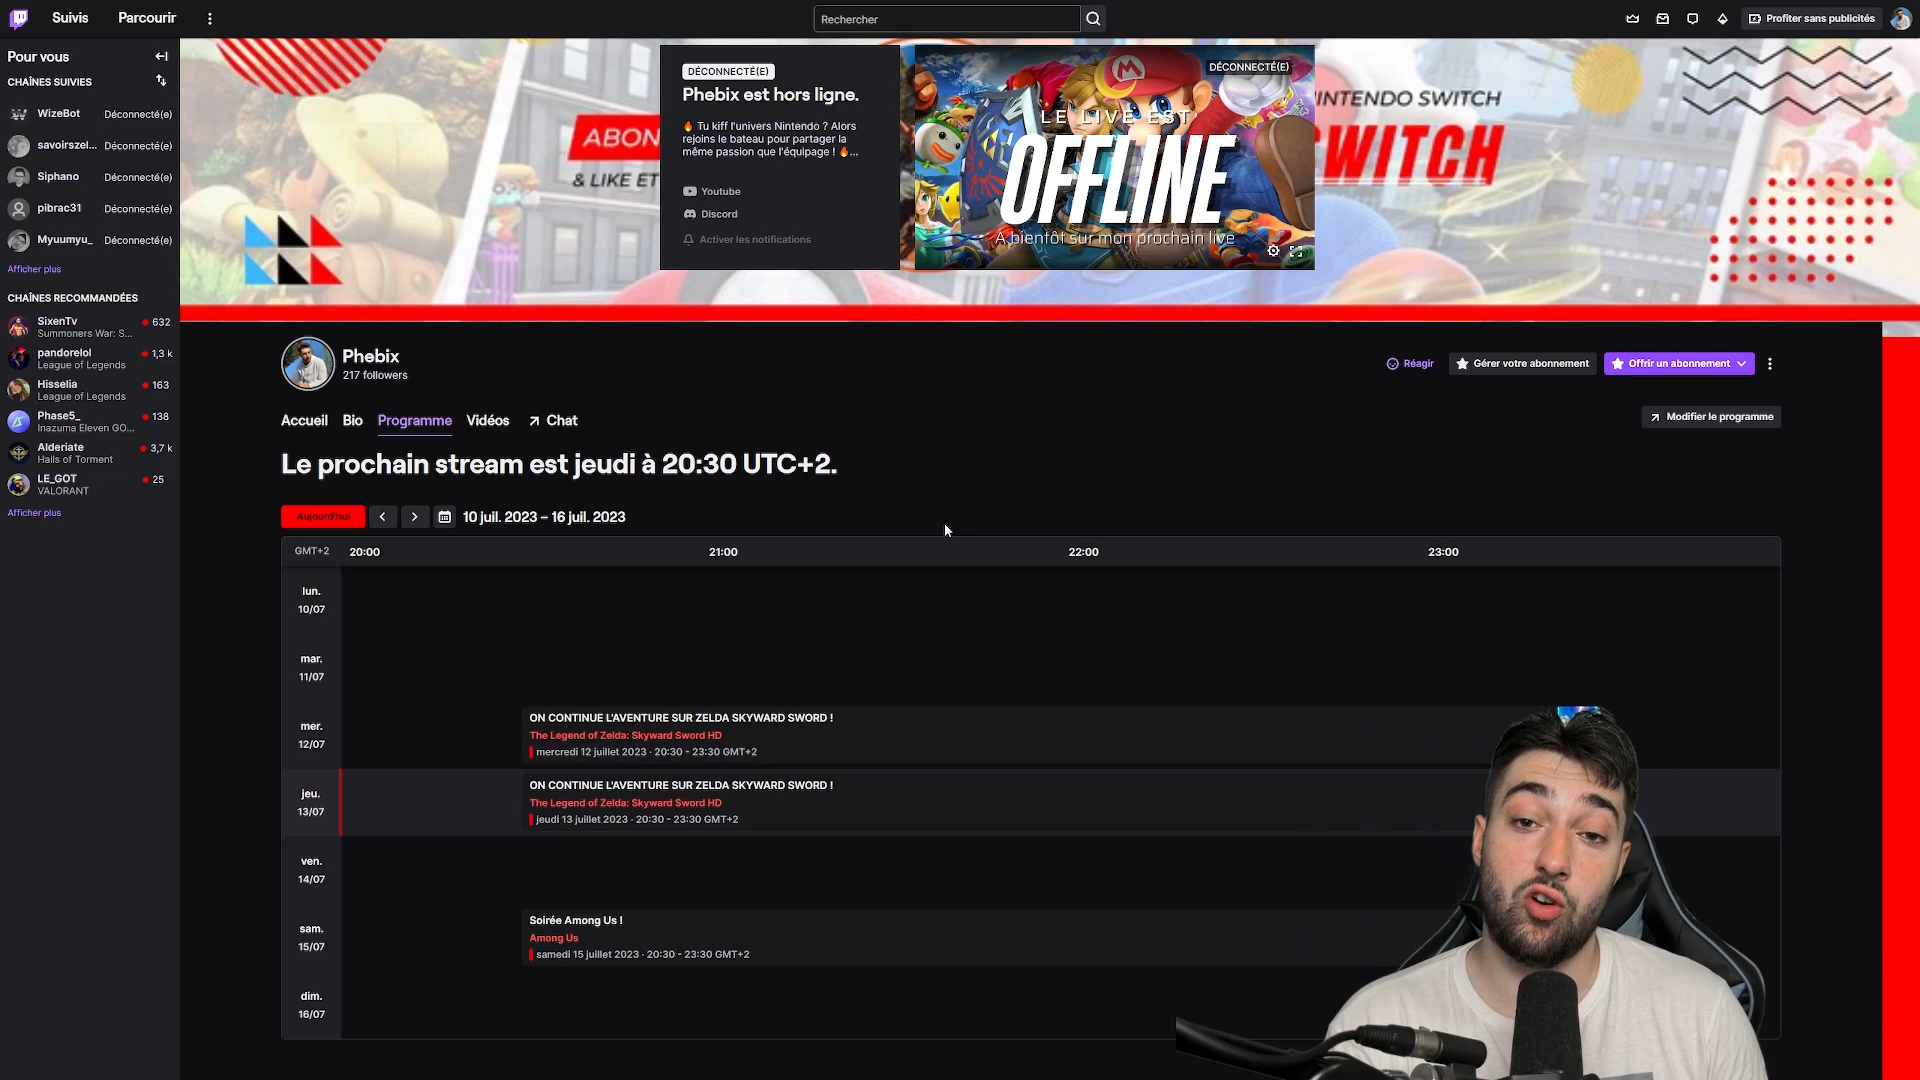 Suivis
Parcourir
Rechercher
Profiter sans publicités
Pour vous
CHAÎNES SUIVIES
WizeBot
Déconnecté(e)
savoirszel...
Déconnecté(e)
Siphano
Déconnecté(e)
pibrac31
Déconnecté(e)
Myuumyu_
Déconnecté(e)
Afficher plus
CHAÎNES RECOMMANDÉES
SixenTv
632
Summoners War: S...
pandorelol
1,3 k
League of Legends
Hisselia
163
League of Legends
Phase5_
138
Inazuma Eleven GO...
Alderiate
3,7 k
Halls of Torment
LE_GOT
25
VALORANT
Afficher plus
ABON
& LIKE ET
DÉCONNECTÉ(E)
Phebix est hors ligne.
🔥 Tu kiff l'univers Nintendo ? Alors
rejoins le bateau pour partager la
même passion que l'équipage ! 🔥...
Youtube
Discord
Activer les notifications
DÉCONNECTÉ(E)
LE LIVE EST
OFFLINE
A bientôt sur mon prochain live
INTENDO SWITCH
SWITCH
Phebix
217 followers
Réagir
Gérer votre abonnement
Offrir un abonnement
Accueil
Bio
Programme
Vidéos
Chat
Modifier le programme
Le prochain stream est jeudi à 20:30 UTC+2.
Aujourd'hui
10 juil. 2023 – 16 juil. 2023
GMT+2
20:00
21:00
22:00
23:00
lun.
10/07
mar.
11/07
mer.
12/07
ON CONTINUE L'AVENTURE SUR ZELDA SKYWARD SWORD !
The Legend of Zelda: Skyward Sword HD
mercredi 12 juillet 2023 · 20:30 - 23:30 GMT+2
jeu.
13/07
ON CONTINUE L'AVENTURE SUR ZELDA SKYWARD SWORD !
The Legend of Zelda: Skyward Sword HD
jeudi 13 juillet 2023 · 20:30 - 23:30 GMT+2
ven.
14/07
sam.
15/07
Soirée Among Us !
Among Us
samedi 15 juillet 2023 · 20:30 - 23:30 GMT+2
dim.
16/07